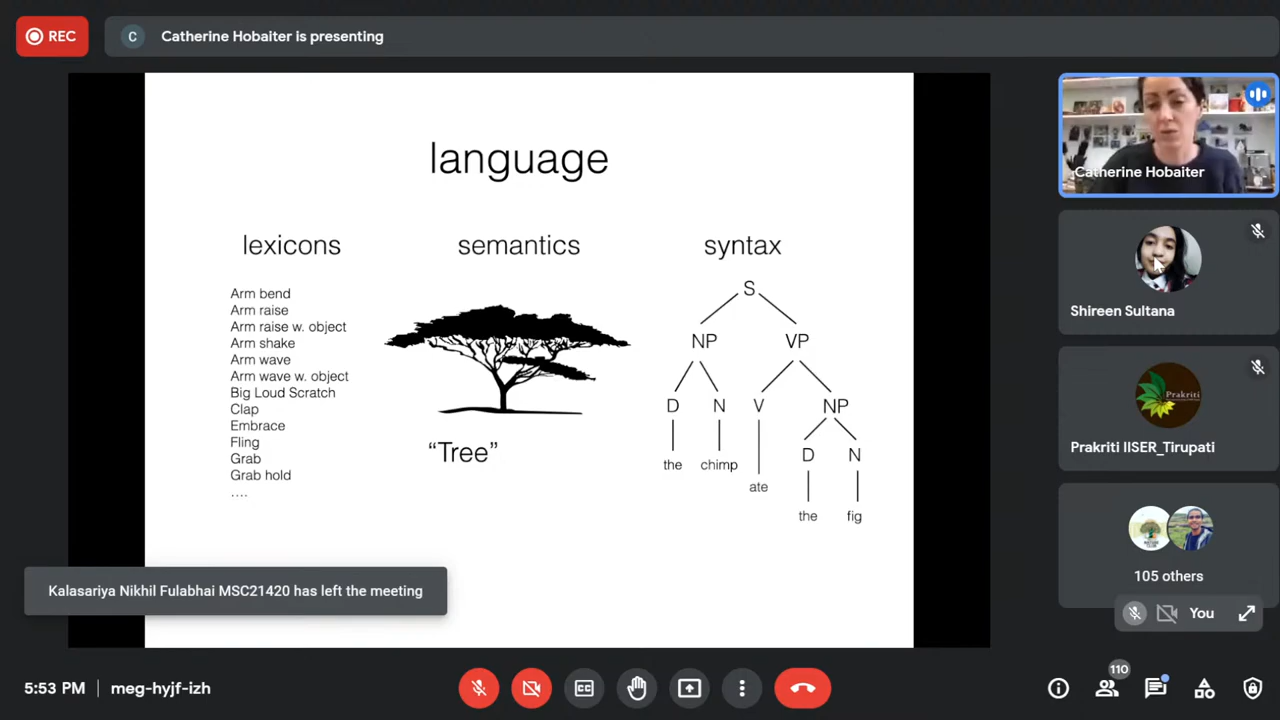 REC
C
Catherine Hobaiter is presenting
language
lexicons
semantics
syntax
Arm bend
Arm raise
Arm raise w. object
Arm shake
Arm wave
Arm wave w. object
Big Loud Scratch
Clap
Embrace
Fling
Grab
Grab hold
....
“Tree”
S
NP VP
D N V NP
D N
the chimp
ate
the fig
Catherine Hobaiter
Shireen Sultana
Prakriti
Prakriti IISER_Tirupati
105 others
You
Kalasariya Nikhil Fulabhai MSC21420 has left the meeting
5:53 PM
meg-hyjf-izh
CC
110